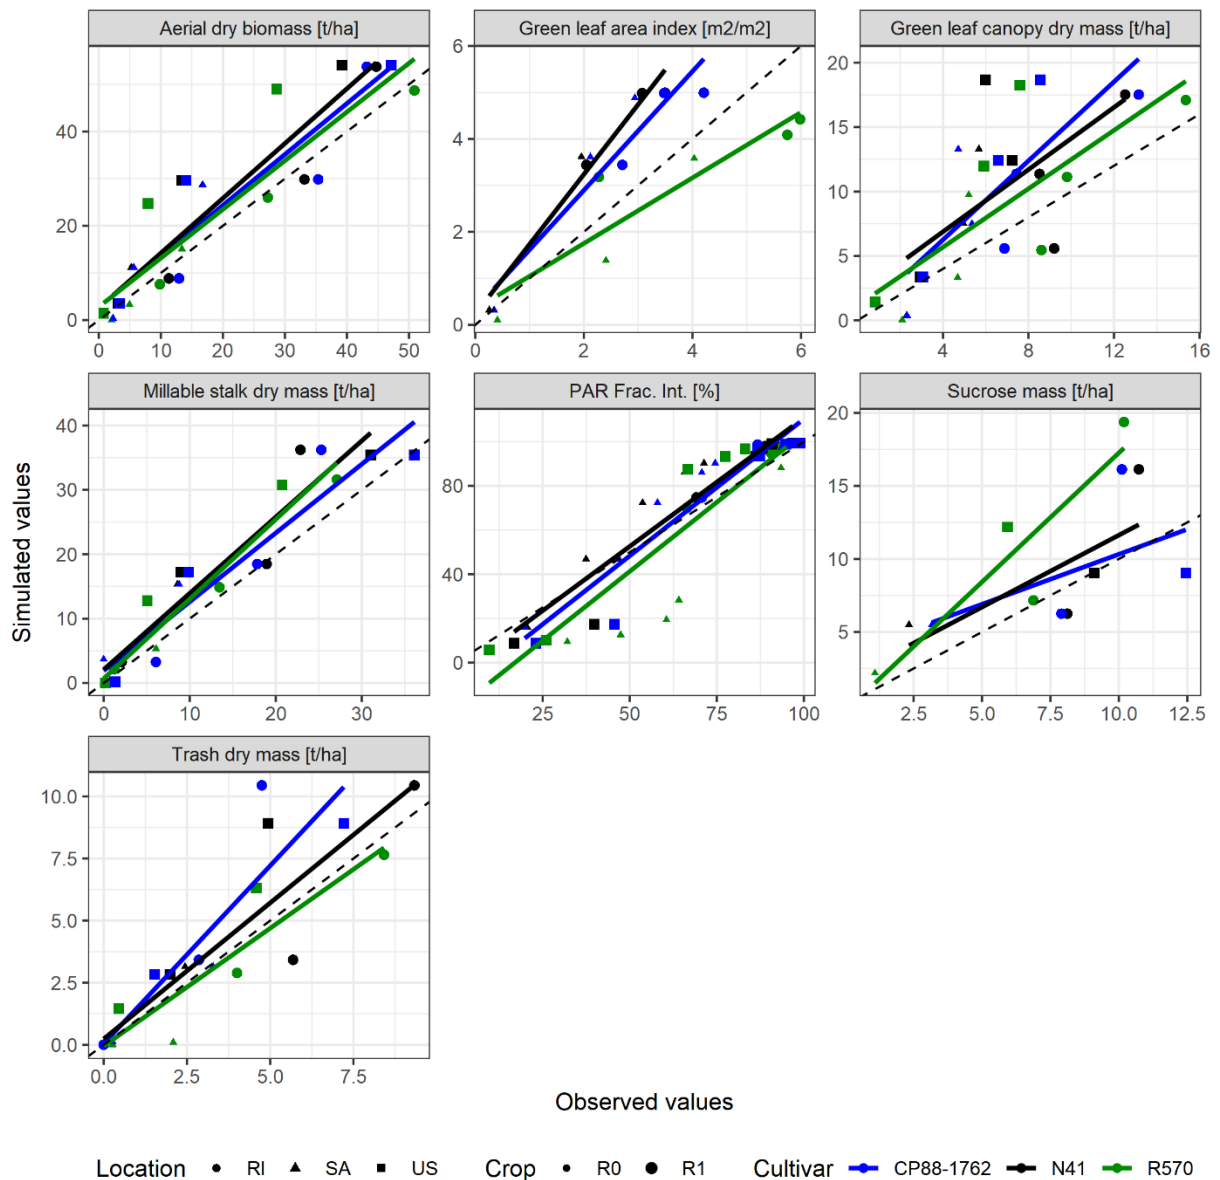 Aerial dry biomass [t/ha]
Green leaf area index [m2/m2]
Green leaf canopy dry mass [t/ha]
40
20
0
0 10 20 30 40 50
6
4
2
0
0 2 4 6
20
15
10
5
0
4 8 12 16
Millable stalk dry mass [t/ha]
PAR Frac. Int. [%]
Sucrose mass [t/ha]
40
30
20
10
0
0 10 20 30
80
40
0
25 50 75 100
20
15
10
5
2.5 5.0 7.5 10.0 12.5
Simulated values
Trash dry mass [t/ha]
10.0
7.5
5.0
2.5
0.0
0.0 2.5 5.0 7.5
Observed values
Location RI SA US Crop R0 R1 Cultivar CP88-1762 N41 R570